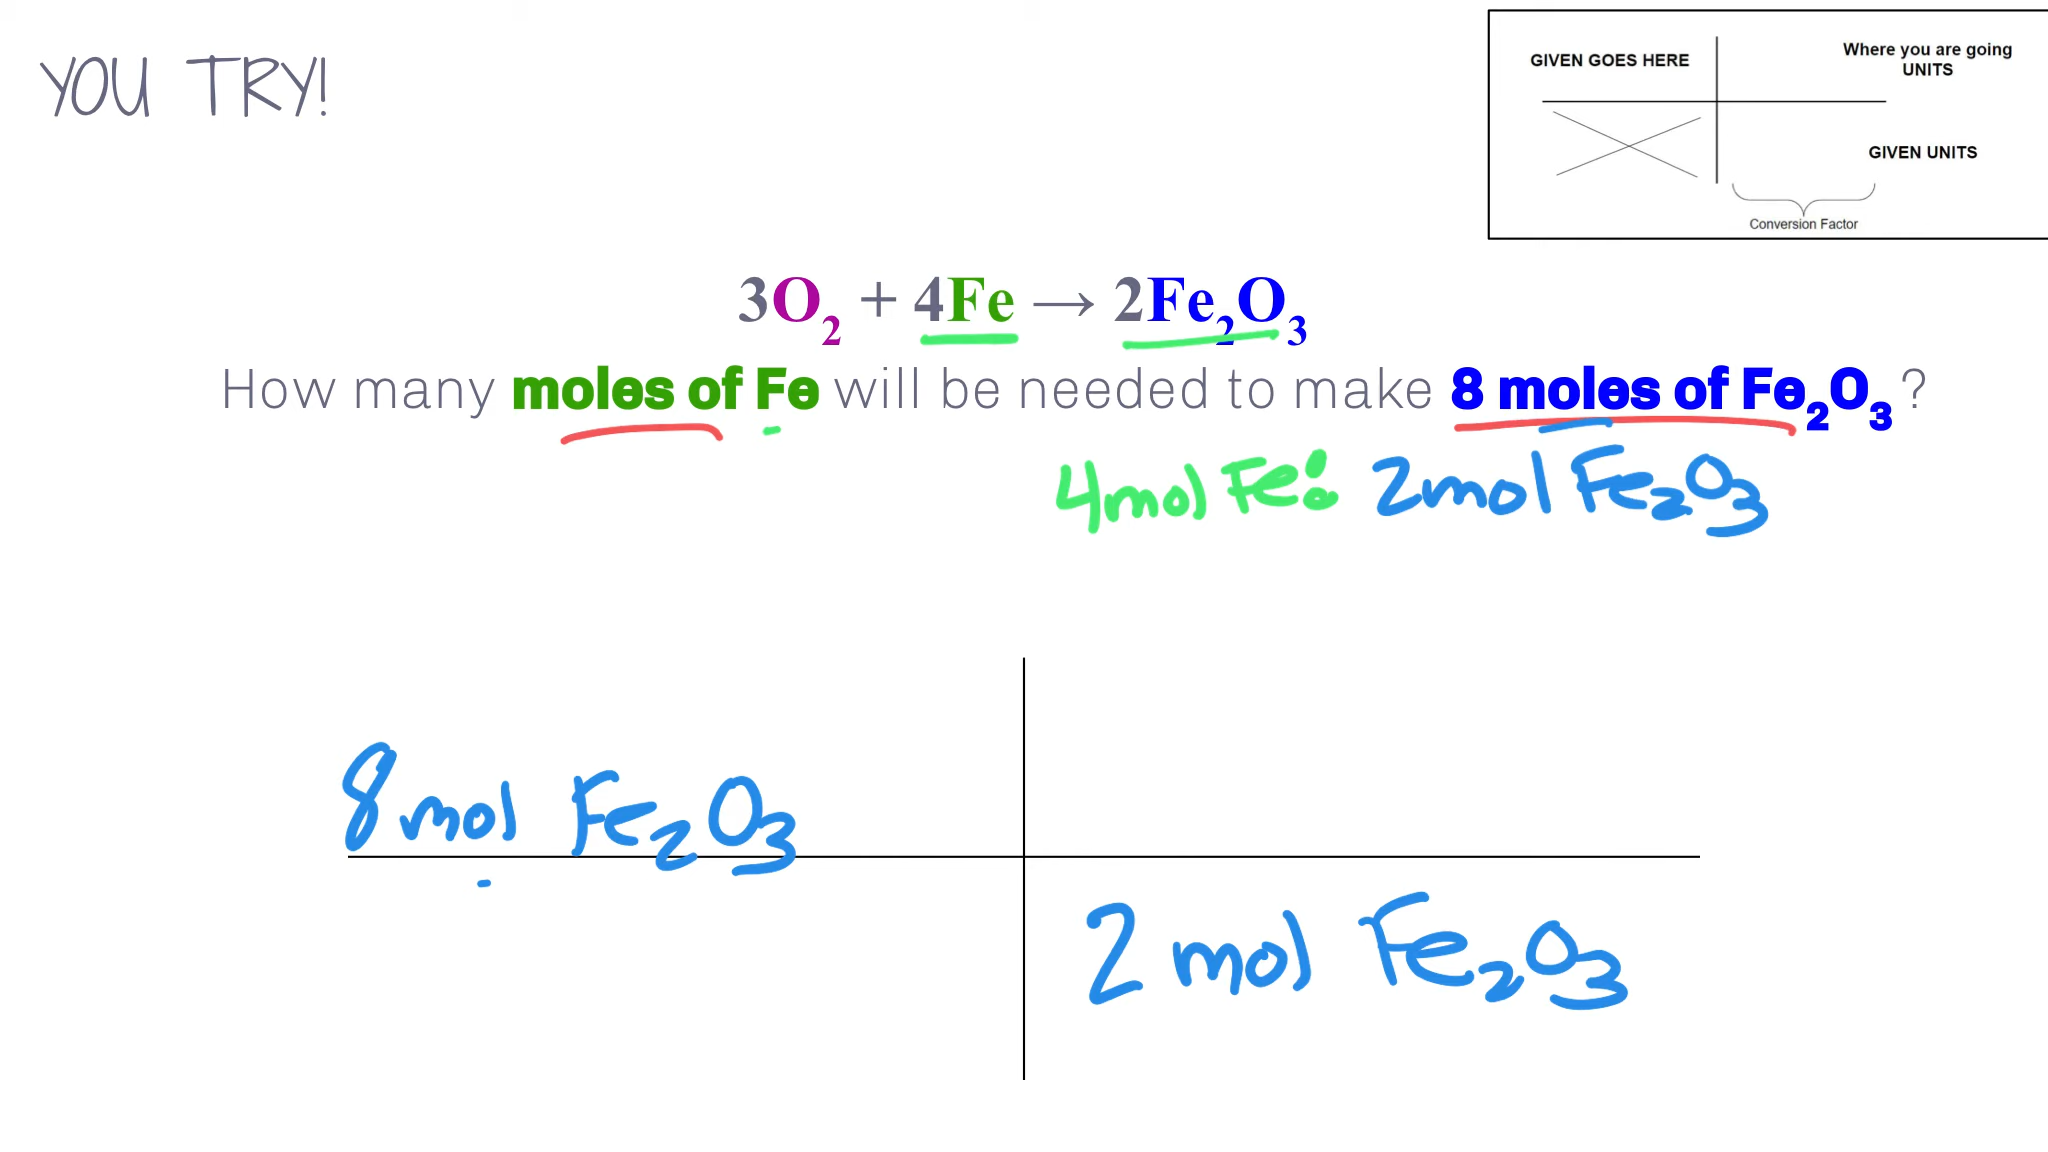 YOU TRY!
GIVEN GOES HERE
Where you are going
UNITS
GIVEN UNITS
Conversion Factor
3O₂ + 4Fe → 2Fe₂O₃
How many moles of Fe will be needed to make 8 moles of Fe₂O₃?
4mol Fe: 2mol Fe₂O₃
8 mol Fe₂O₃
2 mol Fe₂O₃